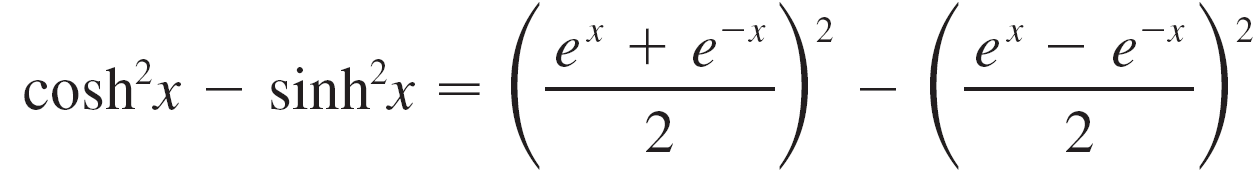 cosh²x − sinh²x = ((eˣ + e⁻ˣ)/2)² − ((eˣ − e⁻ˣ)/2)²